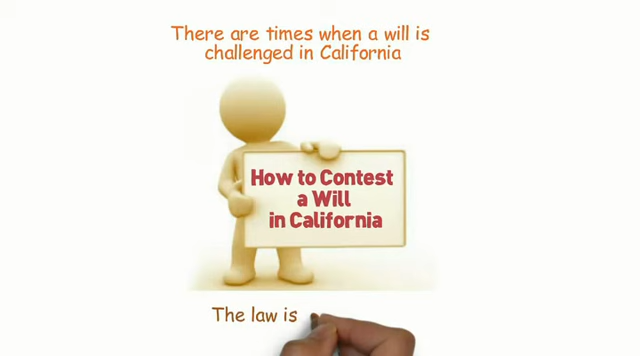 There are times when a will is
challenged in California
How to Contest
a Will
in California
The law is